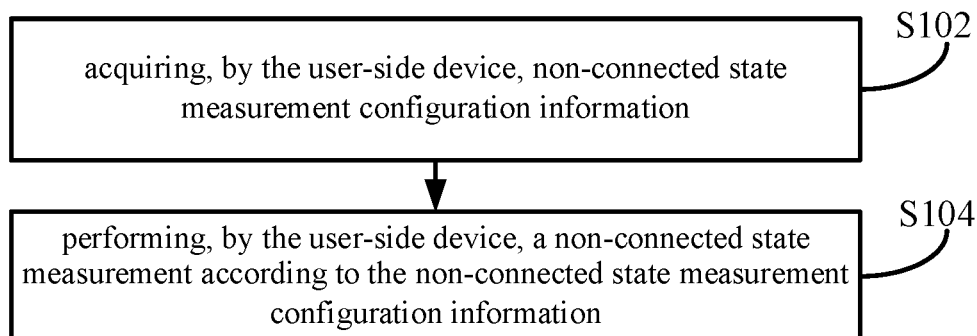 S102
acquiring, by the user-side device, non-connected state
measurement configuration information
S104
performing, by the user-side device, a non-connected state
measurement according to the non-connected state measurement
configuration information